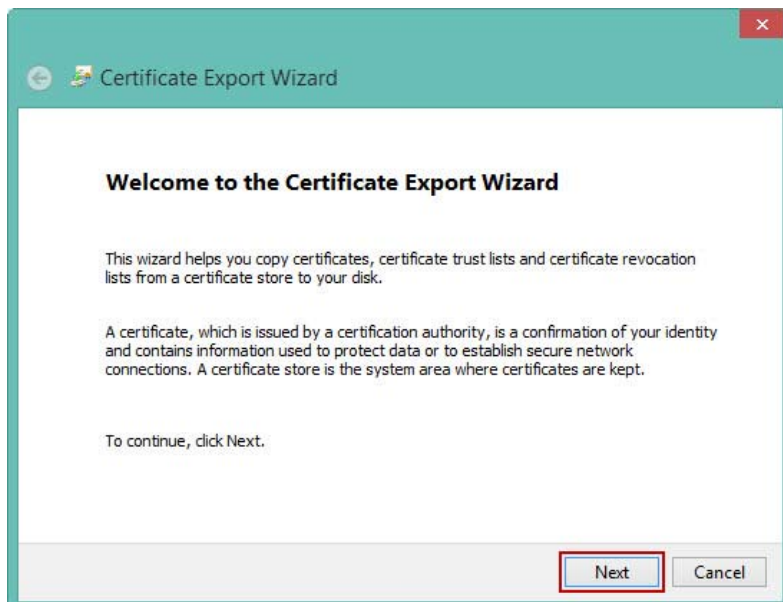 Certificate Export Wizard
Welcome to the Certificate Export Wizard
This wizard helps you copy certificates, certificate trust lists and certificate revocation
lists from a certificate store to your disk.
A certificate, which is issued by a certification authority, is a confirmation of your identity
and contains information used to protect data or to establish secure network
connections. A certificate store is the system area where certificates are kept.
To continue, click Next.
Next Cancel